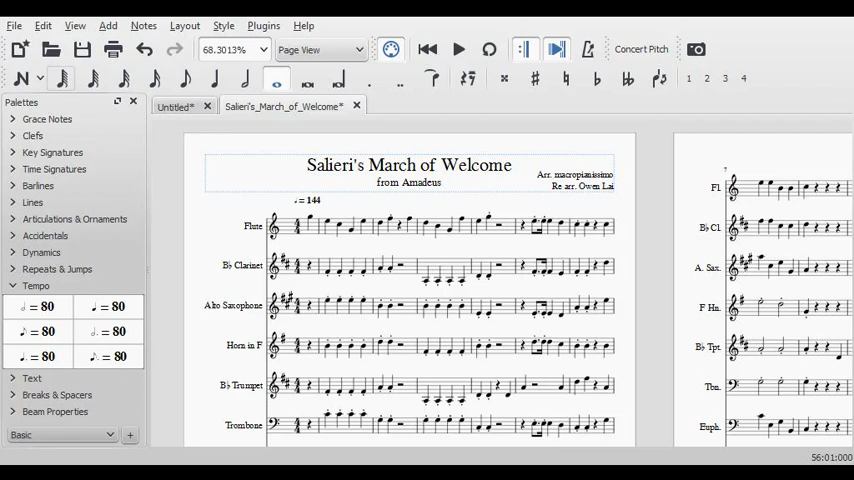 File Edit View Add Notes Layout Style Plugins Help
68.3013% Page View Concert Pitch
1 2 3 4
Palettes
Untitled* Salieri's_March_of_Welcome*
Grace Notes
Clefs
Key Signatures
Time Signatures
Barlines
Lines
Articulations & Ornaments
Accidentals
Dynamics
Repeats & Jumps
Tempo
= 80 = 80
= 80 = 80
= 80 = 80
Text
Breaks & Spacers
Beam Properties
Basic
Salieri's March of Welcome
from Amadeus
Arr. macropianissimo
Re arr. Owen Lai
= 144
Flute
B♭ Clarinet
Alto Saxophone
Horn in F
B♭ Trumpet
Trombone
7
Fl.
B♭ Cl.
A. Sax.
F Hn.
B♭ Tpt.
Tbn.
Euph.
56:01:000